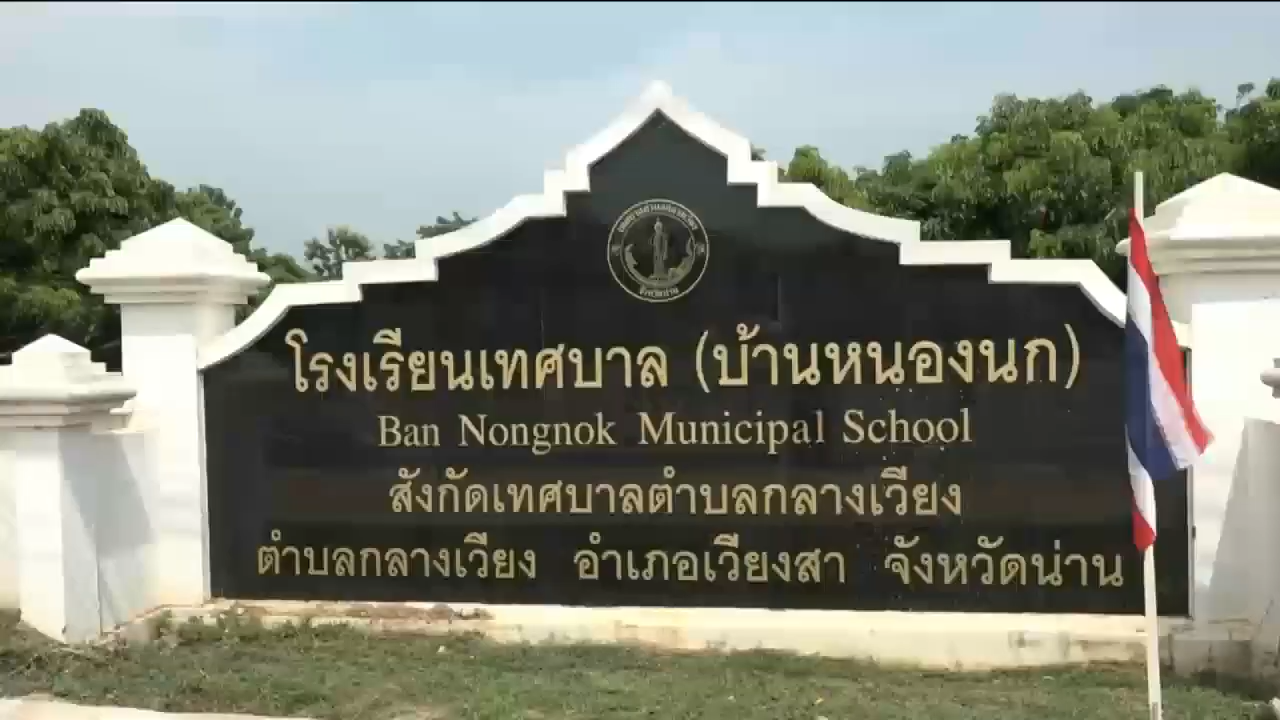 โรงเรียนเทศบาล (บ้านหนองนก)
Ban Nongnok Municipal School
สังกัดเทศบาลตำบลกลางเวียง
ตำบลกลางเวียง อำเภอเวียงสา จังหวัดน่าน